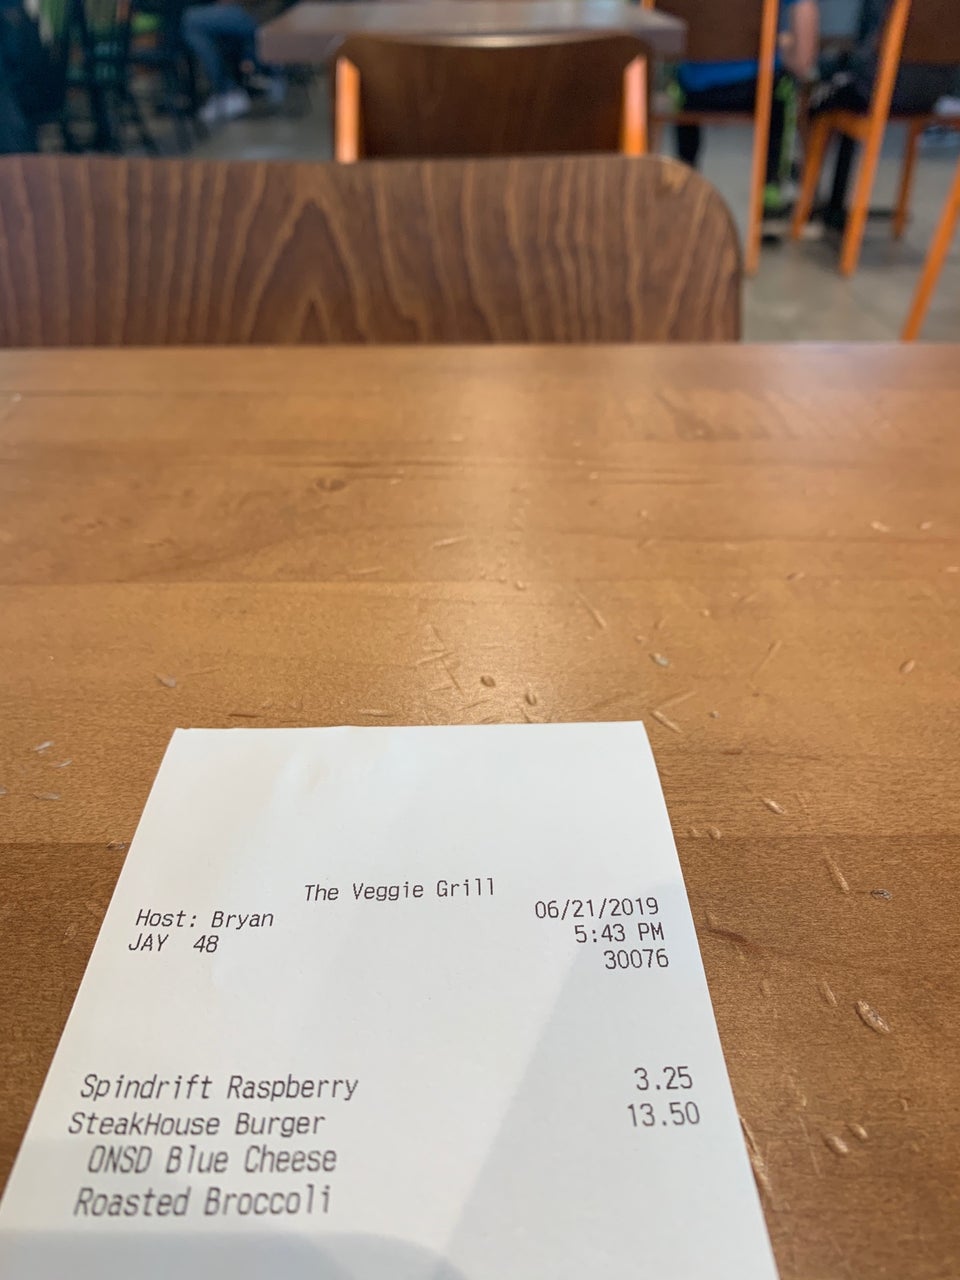 The Veggie Grill
Host: Bryan 06/21/2019
JAY 48 5:43 PM
30076
Spindrift Raspberry 3.25
SteakHouse Burger 13.50
ONSD Blue Cheese
Roasted Broccoli